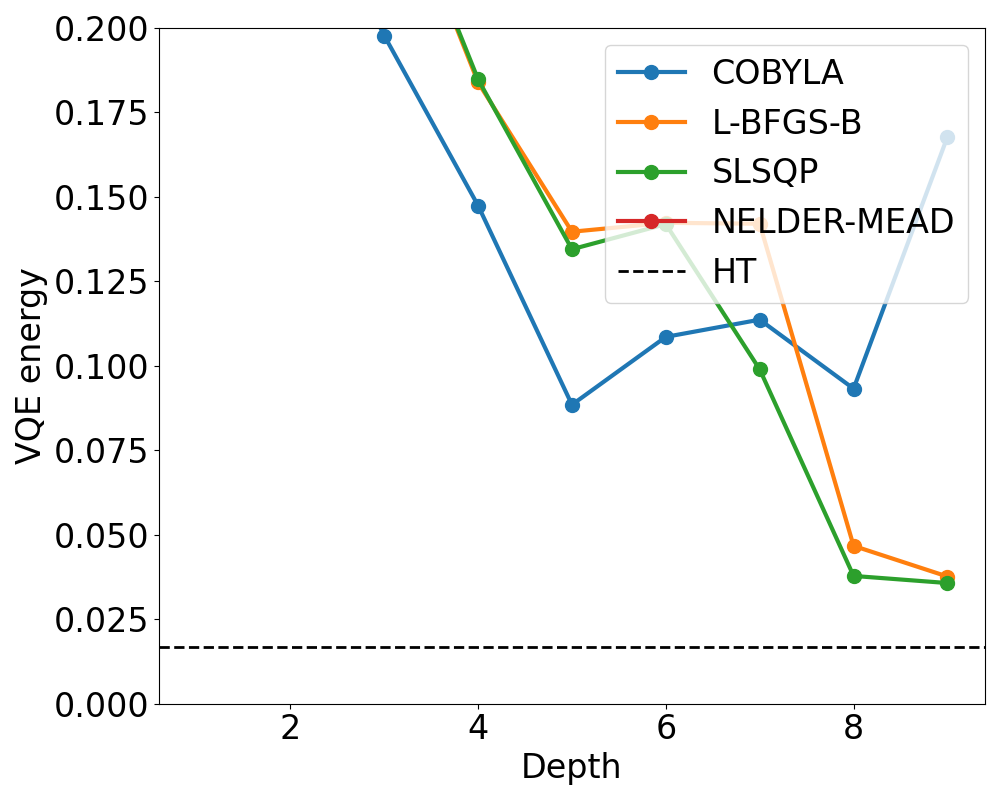 0.200
0.175
0.150
0.125
0.100
0.075
0.050
0.025
0.000
VQE energy
2 4 6 8
Depth
COBYLA
L-BFGS-B
SLSQP
NELDER-MEAD
HT